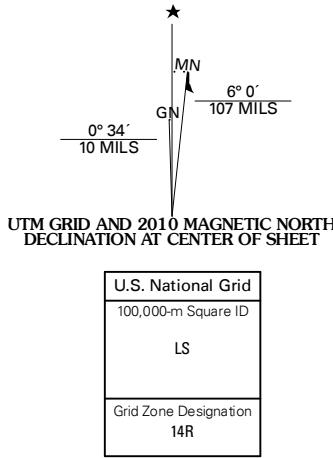 ★
MN
GN
6° 0´
107 MILS
0° 34´
10 MILS
UTM GRID AND 2010 MAGNETIC NORTH
DECLINATION AT CENTER OF SHEET
U.S. National Grid
100,000-m Square ID
LS
Grid Zone Designation
14R